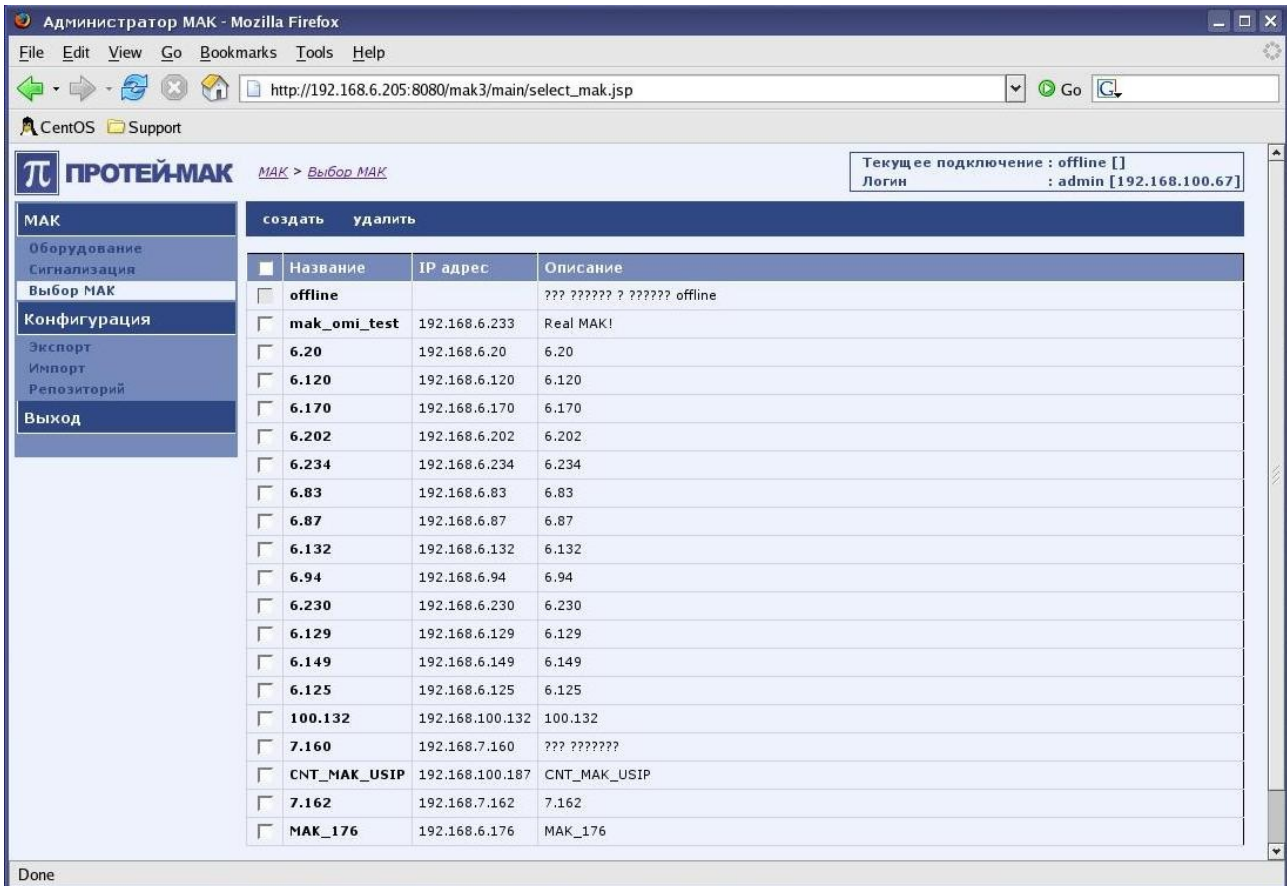 Администратор МАК - Mozilla Firefox
File Edit View Go Bookmarks Tools Help
http://192.168.6.205:8080/mak3/main/select_mak.jsp Go G
CentOS Support
π ПРОТЕЙ-МАК МАК > Выбор МАК
Текущее подключение : offline []
Логин : admin [192.168.100.67]
МАК
Оборудование
Сигнализация
Выбор МАК
Конфигурация
Экспорт
Импорт
Репозиторий
Выход
создать удалить
Название IP адрес Описание
offline ??? ?????? ? ?????? offline
mak_omi_test 192.168.6.233 Real MAK!
6.20 192.168.6.20 6.20
6.120 192.168.6.120 6.120
6.170 192.168.6.170 6.170
6.202 192.168.6.202 6.202
6.234 192.168.6.234 6.234
6.83 192.168.6.83 6.83
6.87 192.168.6.87 6.87
6.132 192.168.6.132 6.132
6.94 192.168.6.94 6.94
6.230 192.168.6.230 6.230
6.129 192.168.6.129 6.129
6.149 192.168.6.149 6.149
6.125 192.168.6.125 6.125
100.132 192.168.100.132 100.132
7.160 192.168.7.160 ??? ???????
CNT_MAK_USIP 192.168.100.187 CNT_MAK_USIP
7.162 192.168.7.162 7.162
MAK_176 192.168.6.176 MAK_176
Done